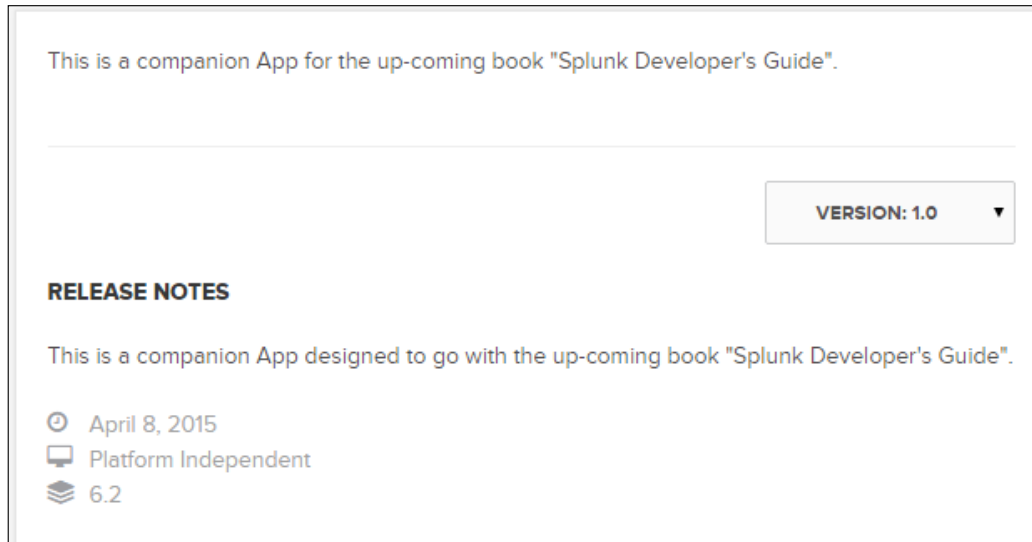 This is a companion App for the up-coming book "Splunk Developer's Guide".
VERSION: 1.0
RELEASE NOTES
This is a companion App designed to go with the up-coming book "Splunk Developer's Guide".
April 8, 2015
Platform Independent
6.2